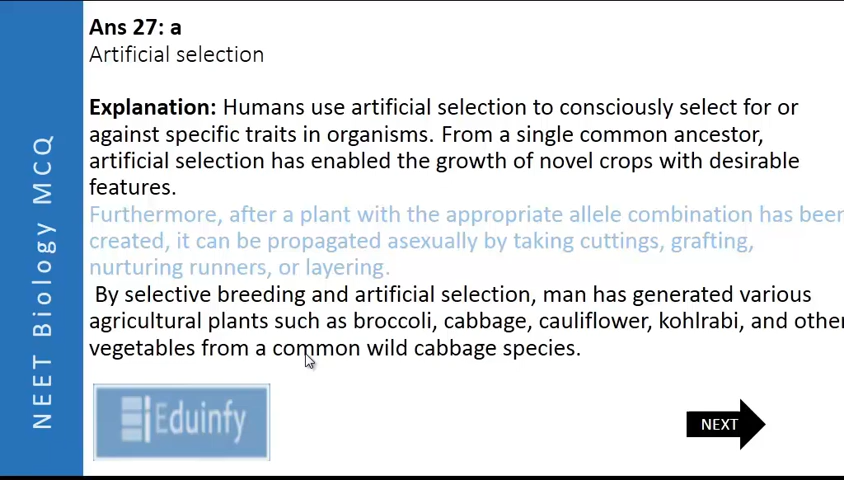 Ans 27: a
Artificial selection
Explanation: Humans use artificial selection to consciously select for or
against specific traits in organisms. From a single common ancestor,
artificial selection has enabled the growth of novel crops with desirable
features.
Furthermore, after a plant with the appropriate allele combination has been
created, it can be propagated asexually by taking cuttings, grafting,
nurturing runners, or layering.
By selective breeding and artificial selection, man has generated various
agricultural plants such as broccoli, cabbage, cauliflower, kohlrabi, and other
vegetables from a common wild cabbage species.
NEET Biology MCQ
Eduinfy
NEXT